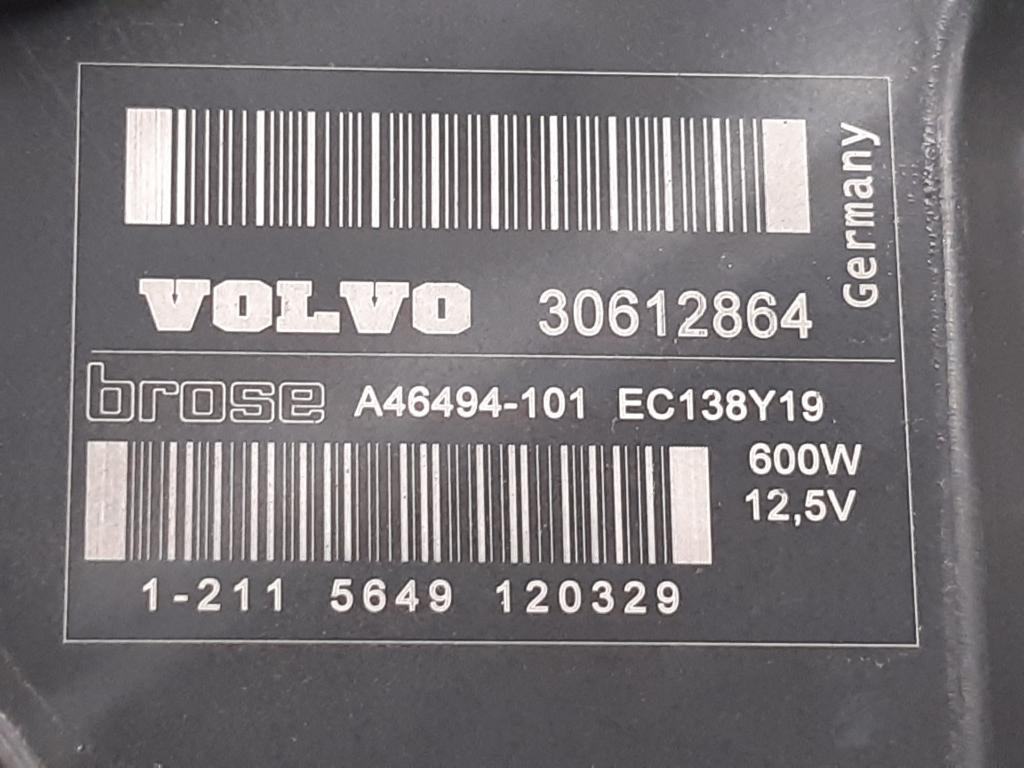 Germany
VOLVO 30612864
brose A46494-101 EC138Y19
600W
12,5V
1-211 5649 120329